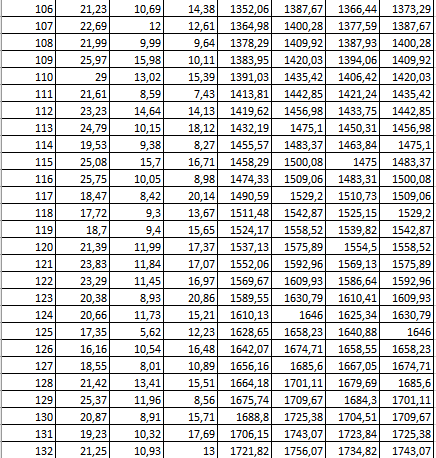 106 21,23 10,69 14,38 1352,06 1387,67 1366,44 1373,29
107 22,69 12 12,61 1364,98 1400,28 1377,59 1387,67
108 21,99 9,99 9,64 1378,29 1409,92 1387,93 1400,28
109 25,97 15,98 10,11 1383,95 1420,03 1394,06 1409,92
110 29 13,02 15,39 1391,03 1435,42 1406,42 1420,03
111 21,61 8,59 7,43 1413,81 1442,85 1421,24 1435,42
112 23,23 14,64 14,13 1419,62 1456,98 1433,75 1442,85
113 24,79 10,15 18,12 1432,19 1475,1 1450,31 1456,98
114 19,53 9,38 8,27 1455,57 1483,37 1463,84 1475,1
115 25,08 15,7 16,71 1458,29 1500,08 1475 1483,37
116 25,75 10,05 8,98 1474,33 1509,06 1483,31 1500,08
117 18,47 8,42 20,14 1490,59 1529,2 1510,73 1509,06
118 17,72 9,3 13,67 1511,48 1542,87 1525,15 1529,2
119 18,7 9,4 15,65 1524,17 1558,52 1539,82 1542,87
120 21,39 11,99 17,37 1537,13 1575,89 1554,5 1558,52
121 23,83 11,84 17,07 1552,06 1592,96 1569,13 1575,89
122 23,29 11,45 16,97 1569,67 1609,93 1586,64 1592,96
123 20,38 8,93 20,86 1589,55 1630,79 1610,41 1609,93
124 20,66 11,73 15,21 1610,13 1646 1625,34 1630,79
125 17,35 5,62 12,23 1628,65 1658,23 1640,88 1646
126 16,16 10,54 16,48 1642,07 1674,71 1658,55 1658,23
127 18,55 8,01 10,89 1656,16 1685,6 1667,05 1674,71
128 21,42 13,41 15,51 1664,18 1701,11 1679,69 1685,6
129 25,37 11,96 8,56 1675,74 1709,67 1684,3 1701,11
130 20,87 8,91 15,71 1688,8 1725,38 1704,51 1709,67
131 19,23 10,32 17,69 1706,15 1743,07 1723,84 1725,38
132 21,25 10,93 13 1721,82 1756,07 1734,82 1743,07